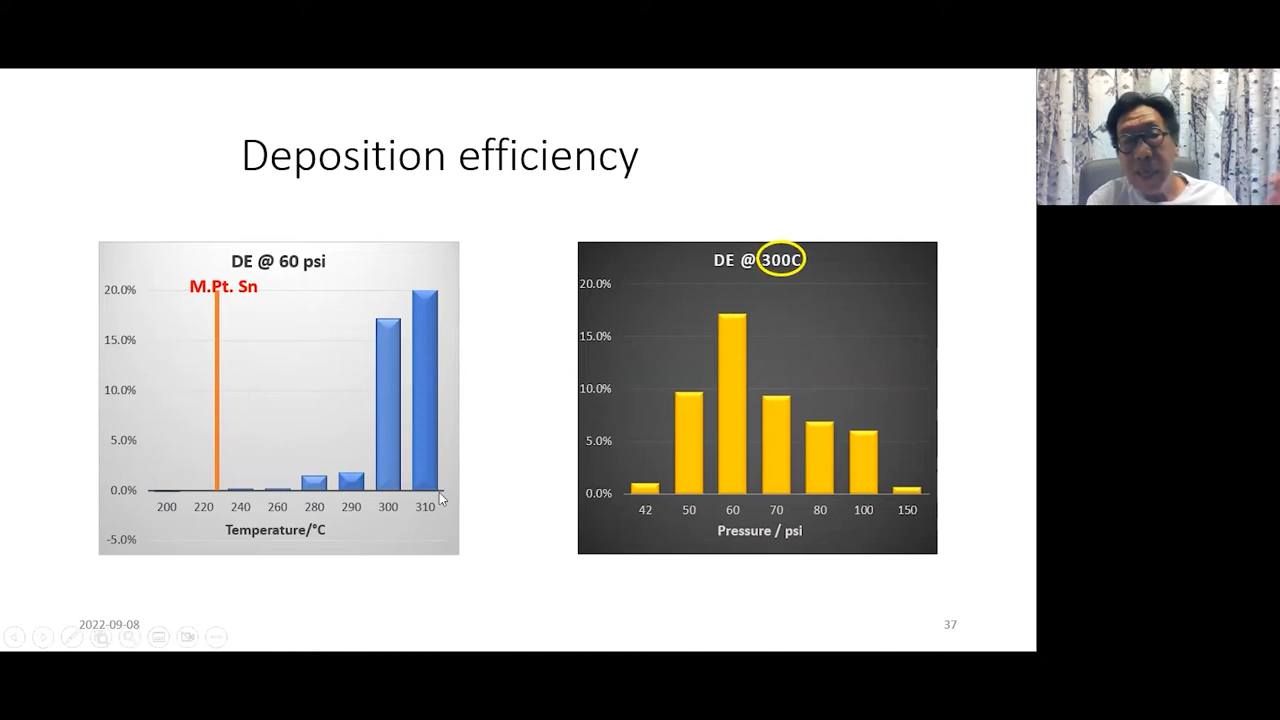 Deposition efficiency
DE @ 60 psi
M.Pt. Sn
20.0%
15.0%
10.0%
5.0%
0.0%
-5.0%
200 220 240 260 280 290 300 310
Temperature/°C
DE @ 300C
20.0%
15.0%
10.0%
5.0%
0.0%
42 50 60 70 80 100 150
Pressure / psi
2022-09-08
37